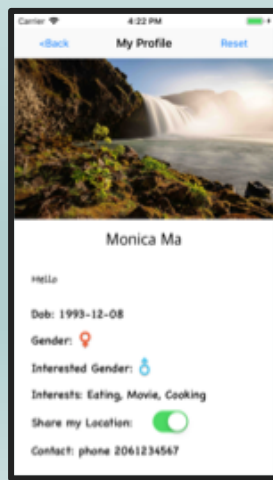 Carrier 4:22 PM
<Back My Profile Reset
Monica Ma
Hello
Dob: 1993-12-08
Gender:
Interested Gender:
Interests: Eating, Movie, Cooking
Share my Location:
Contact: phone 2061234567